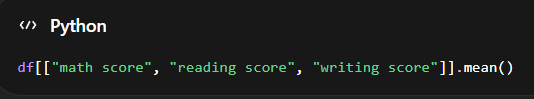 </> Python
df[["math score", "reading score", "writing score"]].mean()